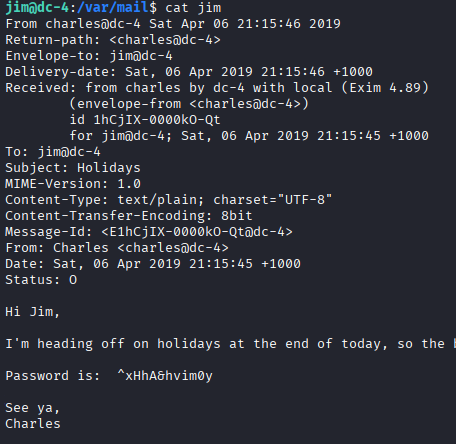 jim@dc-4:/var/mail$ cat jim
From charles@dc-4 Sat Apr 06 21:15:46 2019
Return-path: <charles@dc-4>
Envelope-to: jim@dc-4
Delivery-date: Sat, 06 Apr 2019 21:15:46 +1000
Received: from charles by dc-4 with local (Exim 4.89)
(envelope-from <charles@dc-4>)
id 1hCjIX-0000kO-Qt
for jim@dc-4; Sat, 06 Apr 2019 21:15:45 +1000
To: jim@dc-4
Subject: Holidays
MIME-Version: 1.0
Content-Type: text/plain; charset="UTF-8"
Content-Transfer-Encoding: 8bit
Message-Id: <E1hCjIX-0000kO-Qt@dc-4>
From: Charles <charles@dc-4>
Date: Sat, 06 Apr 2019 21:15:45 +1000
Status: O
Hi Jim,
I'm heading off on holidays at the end of today, so the
Password is:  ^xHhA&hvim0y
See ya,
Charles